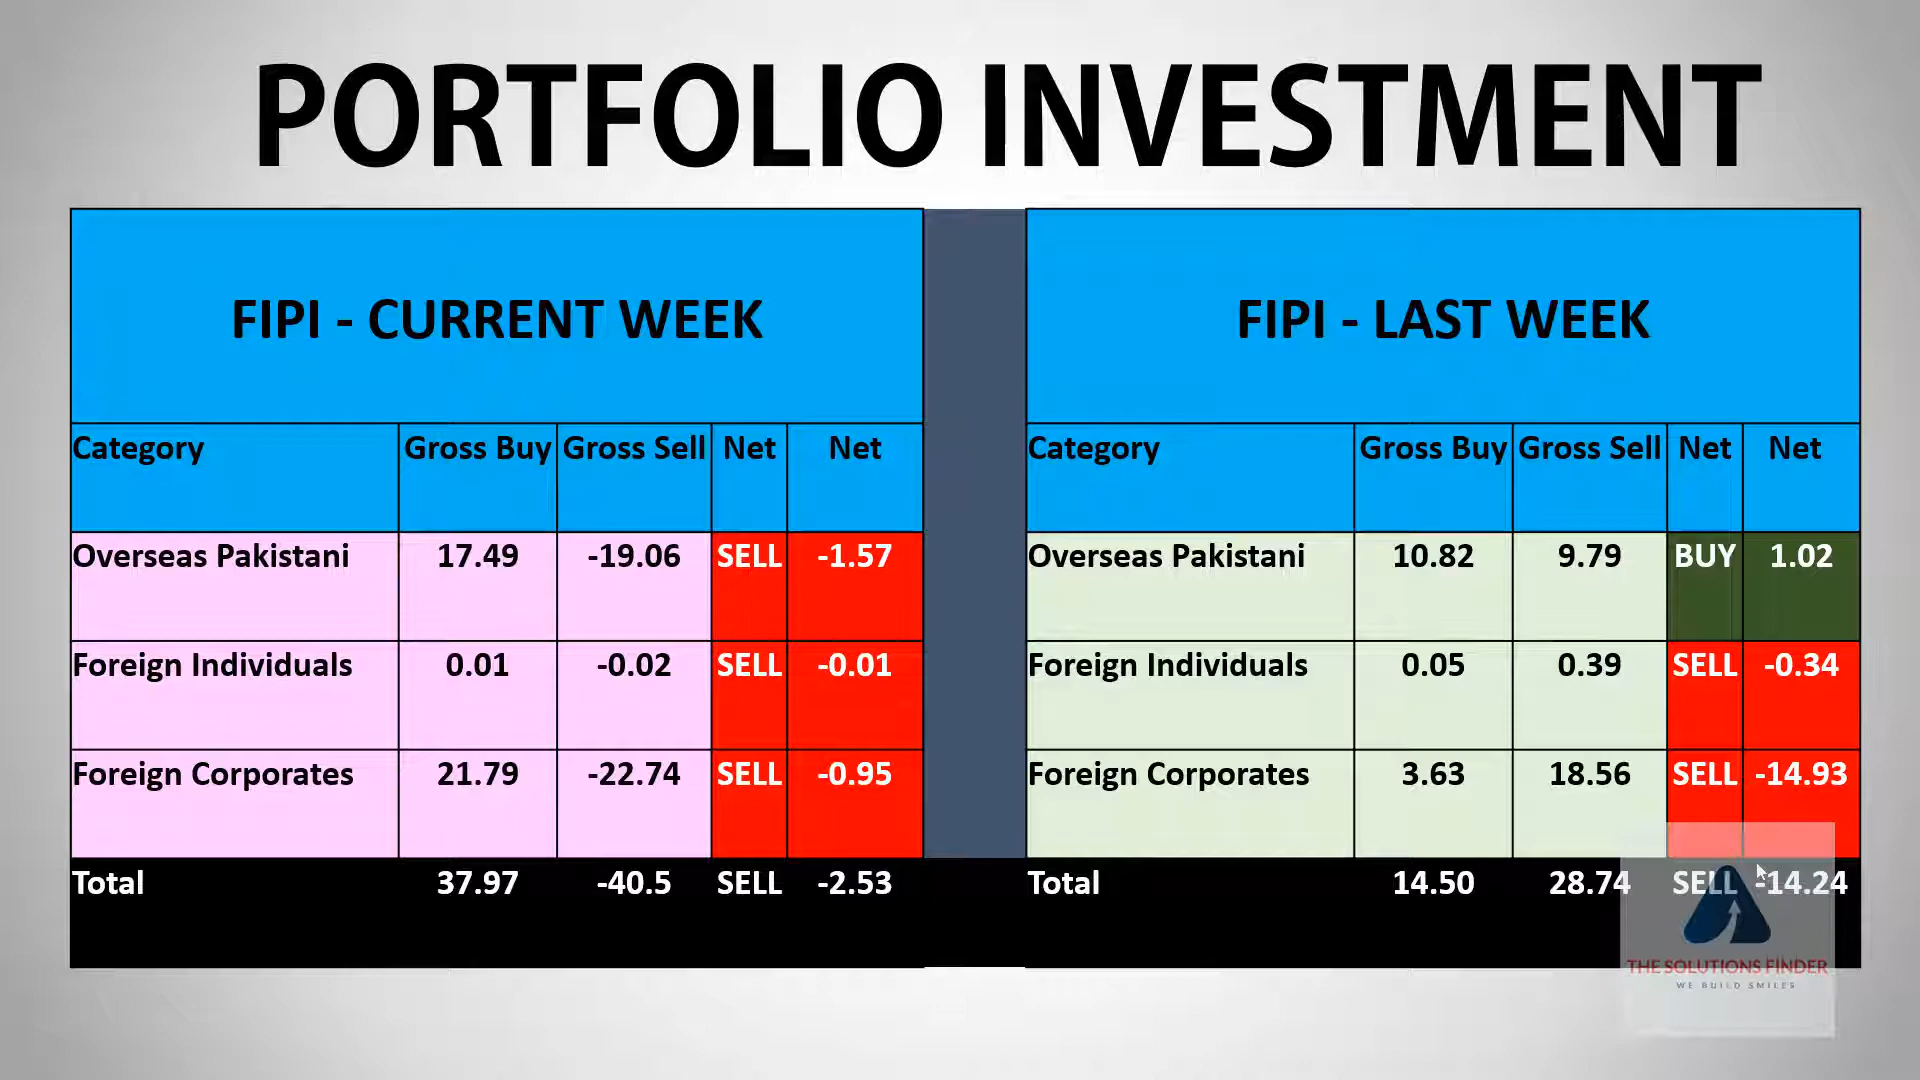 PORTFOLIO INVESTMENT
FIPI - CURRENT WEEK
Category Gross Buy Gross Sell Net Net
Overseas Pakistani 17.49 -19.06 SELL -1.57
Foreign Individuals 0.01 -0.02 SELL -0.01
Foreign Corporates 21.79 -22.74 SELL -0.95
Total 37.97 -40.5 SELL -2.53
FIPI - LAST WEEK
Category Gross Buy Gross Sell Net Net
Overseas Pakistani 10.82 9.79 BUY 1.02
Foreign Individuals 0.05 0.39 SELL -0.34
Foreign Corporates 3.63 18.56 SELL -14.93
Total 14.50 28.74 SELL -14.24
THE SOLUTIONS FINDER
WE BUILD SMILES